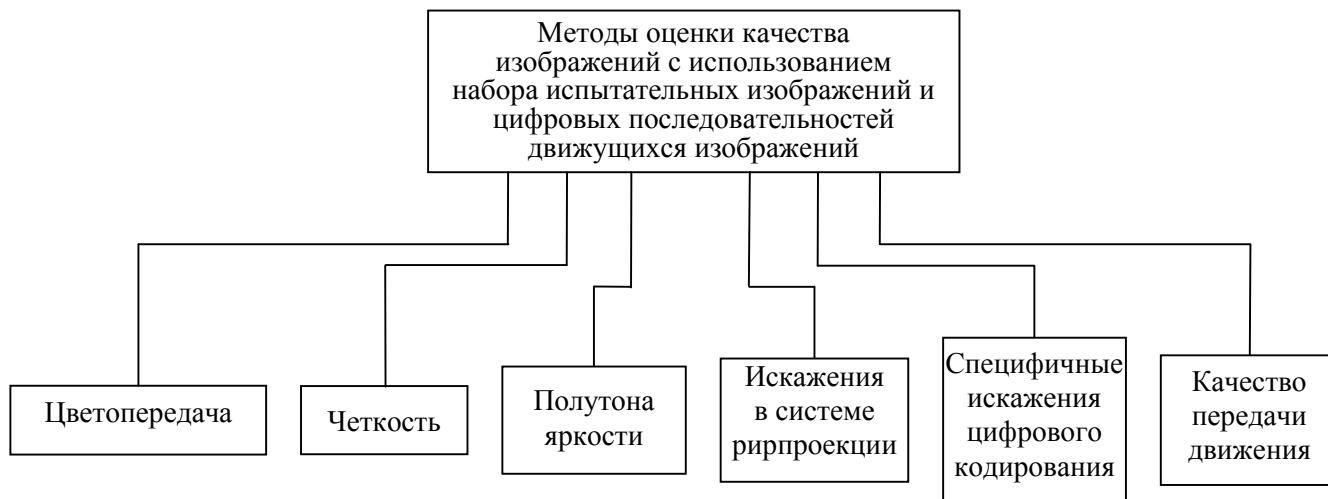 Методы оценки качества
изображений с использованием
набора испытательных изображений и
цифровых последовательностей
движущихся изображений
Цветопередача
Четкость
Полутона
яркости
Искажения
в системе
рирпроекции
Специфичные
искажения
цифрового
кодирования
Качество
передачи
движения